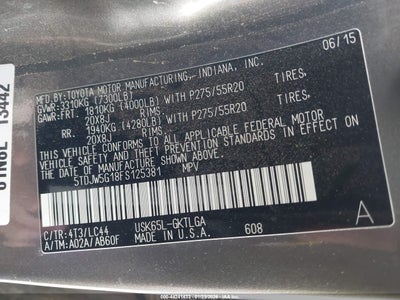 MFD. BY:TOYOTA MOTOR MANUFACTURING, INDIANA, INC. 06/15
GVWR: 3310KG (7300LB)
GAWR: FRT. 1810KG (4000LB) WITH P275/55R20 TIRES.
20X8J RIMS
RR. 1940KG (4280LB) WITH P275/55R20 TIRES.
20X8J RIMS
THIS VEHICLE CONFORMS TO ALL APPLICABLE FEDERAL MOTOR
VEHICLE SAFETY AND THEFT PREVENTION STANDARDS IN EFFECT
ON THE DATE OF MANUFACTURE SHOWN ABOVE.
5TDJW5G18FS125381 MPV
C/TR: 4T3/LC44 USK65L-GKTLGA A
A/TM: A02A/AB60F 608
13442